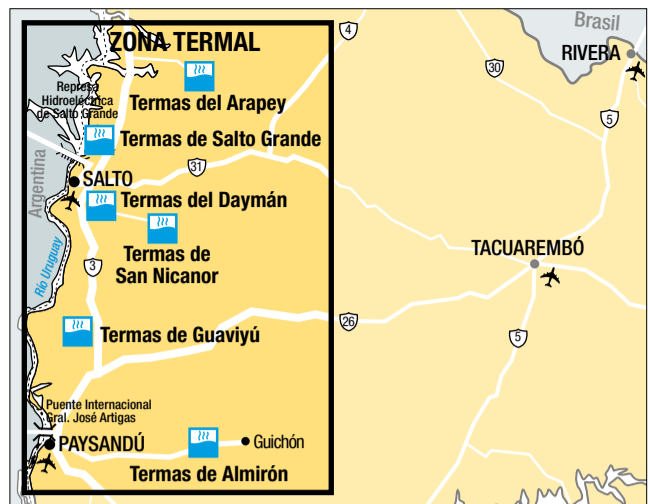 ZONA TERMAL
Brasil
4
RIVERA
30
Represa
Hidroeléctrica
de Salto Grande
Termas del Arapey
5
Termas de Salto Grande
31
Argentina
SALTO
Termas del Daymán
Termas de
San Nicanor
TACUAREMBÓ
Río Uruguay
3
26
Termas de Guaviyú
5
Puente Internacional
Gral. José Artigas
PAYSANDÚ
Guichón
Termas de Almirón